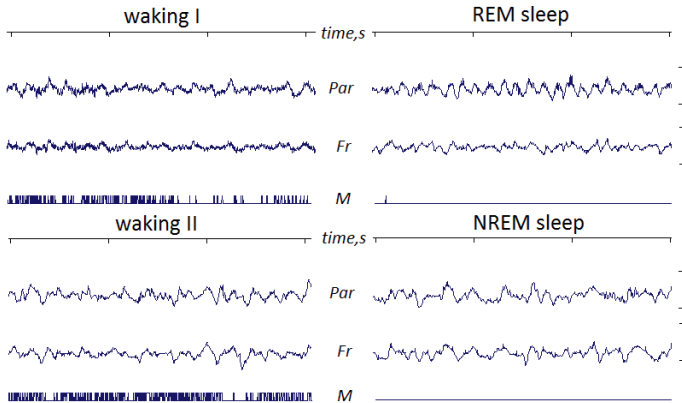 waking I
REM sleep
time,s
Par
Fr
M
waking II
NREM sleep
time,s
Par
Fr
M